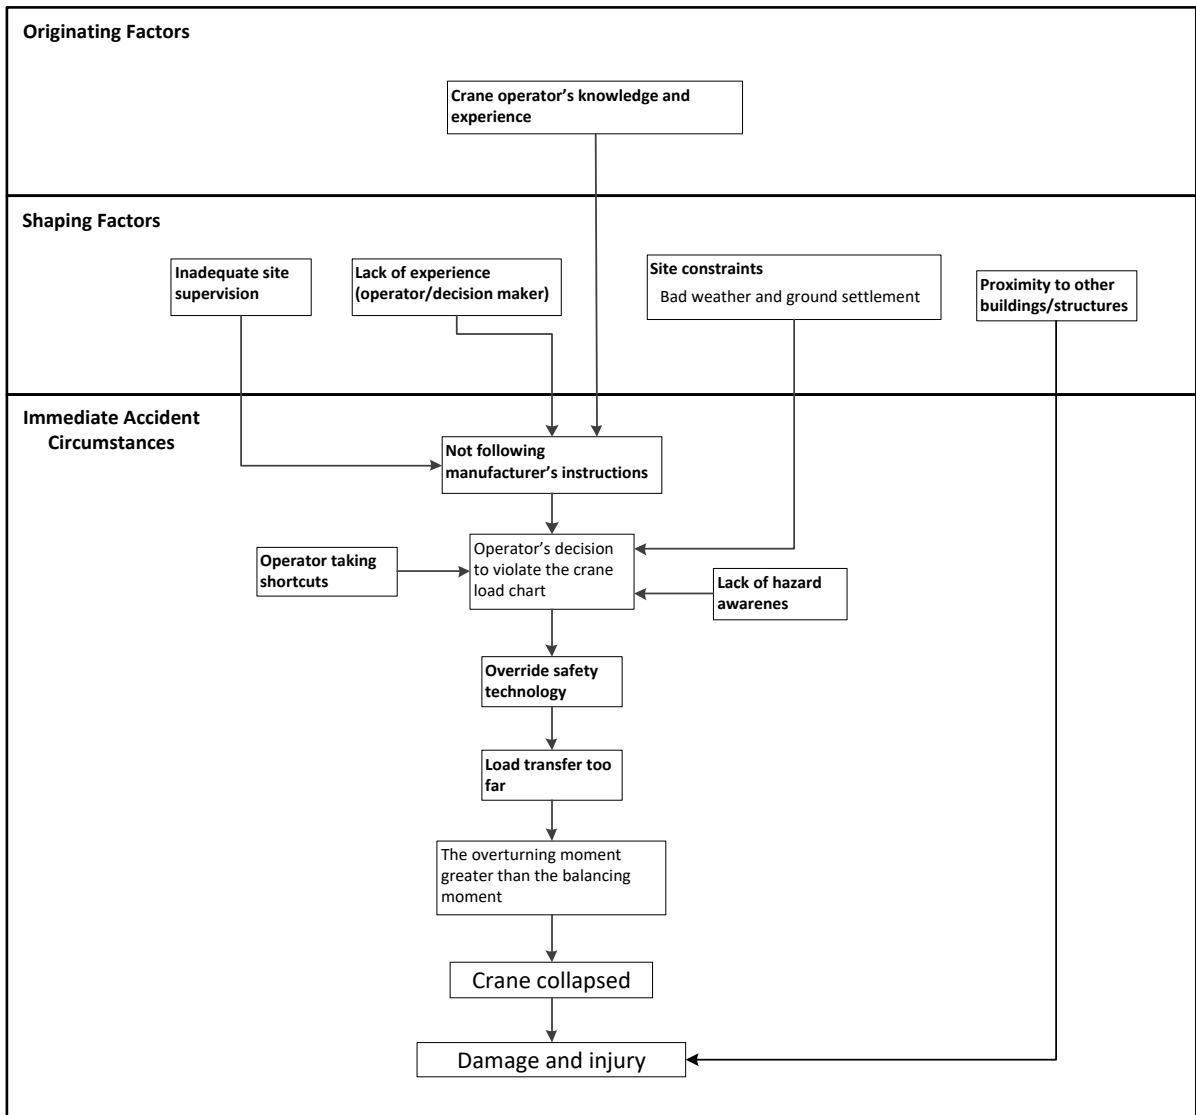 Originating Factors
Crane operator’s knowledge and
experience
Shaping Factors
Inadequate site
supervision
Lack of experience
(operator/decision maker)
Site constraints
Bad weather and ground settlement
Proximity to other
buildings/structures
Immediate Accident
Circumstances
Not following
manufacturer’s instructions
Operator taking
shortcuts
Operator’s decision
to violate the crane
load chart
Lack of hazard
awarenes
Override safety
technology
Load transfer too
far
The overturning moment
greater than the balancing
moment
Crane collapsed
Damage and injury